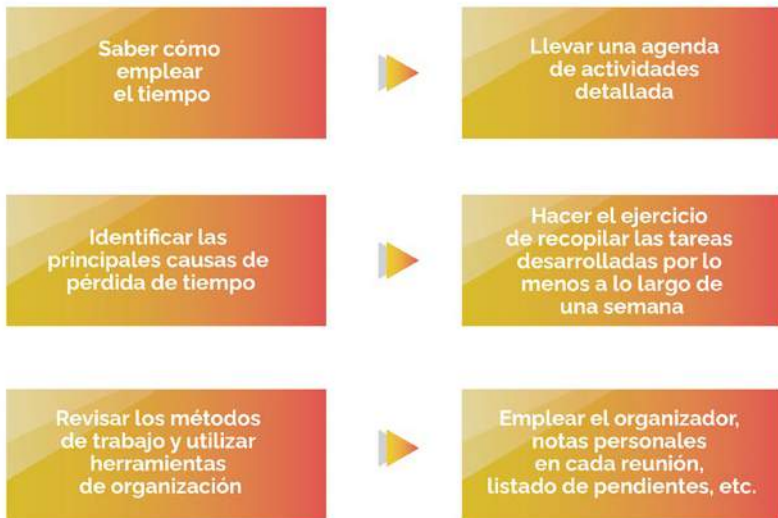 Saber cómo
emplear
el tiempo
Llevar una agenda
de actividades
detallada
Identificar las
principales causas de
pérdida de tiempo
Hacer el ejercicio
de recopilar las tareas
desarrolladas por lo
menos a lo largo de
una semana
Revisar los métodos
de trabajo y utilizar
herramientas
de organización
Emplear el organizador,
notas personales
en cada reunión,
listado de pendientes, etc.